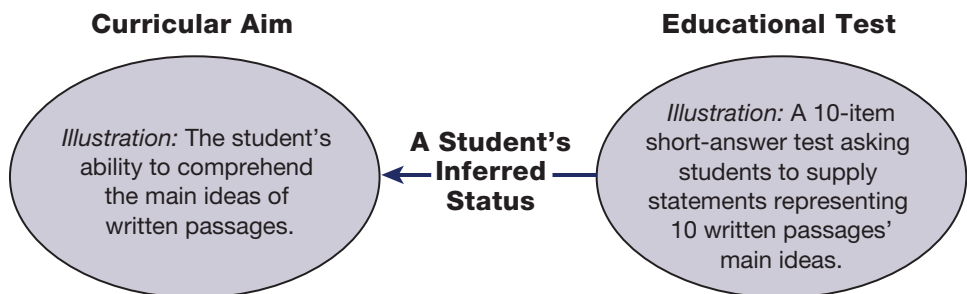 Curricular Aim
Educational Test
Illustration: The student's
ability to comprehend
the main ideas of
written passages.
A Student's
Inferred
Status
Illustration: A 10-item
short-answer test asking
students to supply
statements representing
10 written passages'
main ideas.